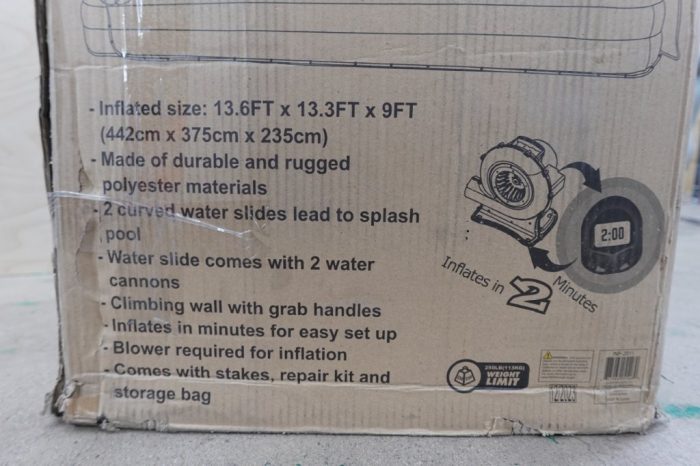 - Inflated size: 13.6FT x 13.3FT x 9FT
(442cm x 375cm x 235cm)
- Made of durable and rugged
polyester materials
- 2 curved water slides lead to splash
pool
- Water slide comes with 2 water
cannons
- Climbing wall with grab handles
- Inflates in minutes for easy set up
- Blower required for inflation
- Comes with stakes, repair kit and
storage bag
2:00
Inflates in 2 Minutes
250LB(113KG)
WEIGHT
LIMIT